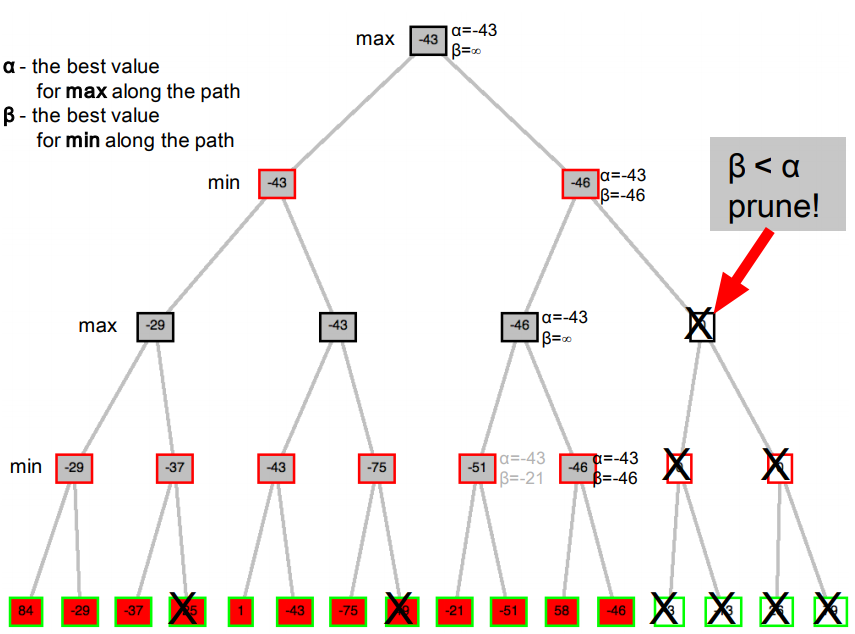 max -43 α=-43
β=∞
α - the best value
for max along the path
β - the best value
for min along the path
β < α
prune!
min -43 -46 α=-43
β=-46
max -29 -43 -46 α=-43
β=∞
min -29 -37 -43 -75 -51 α=-43 -46 α=-43
β=-21 β=-46
84 -29 -37 1 -43 -75 -21 -51 58 -46